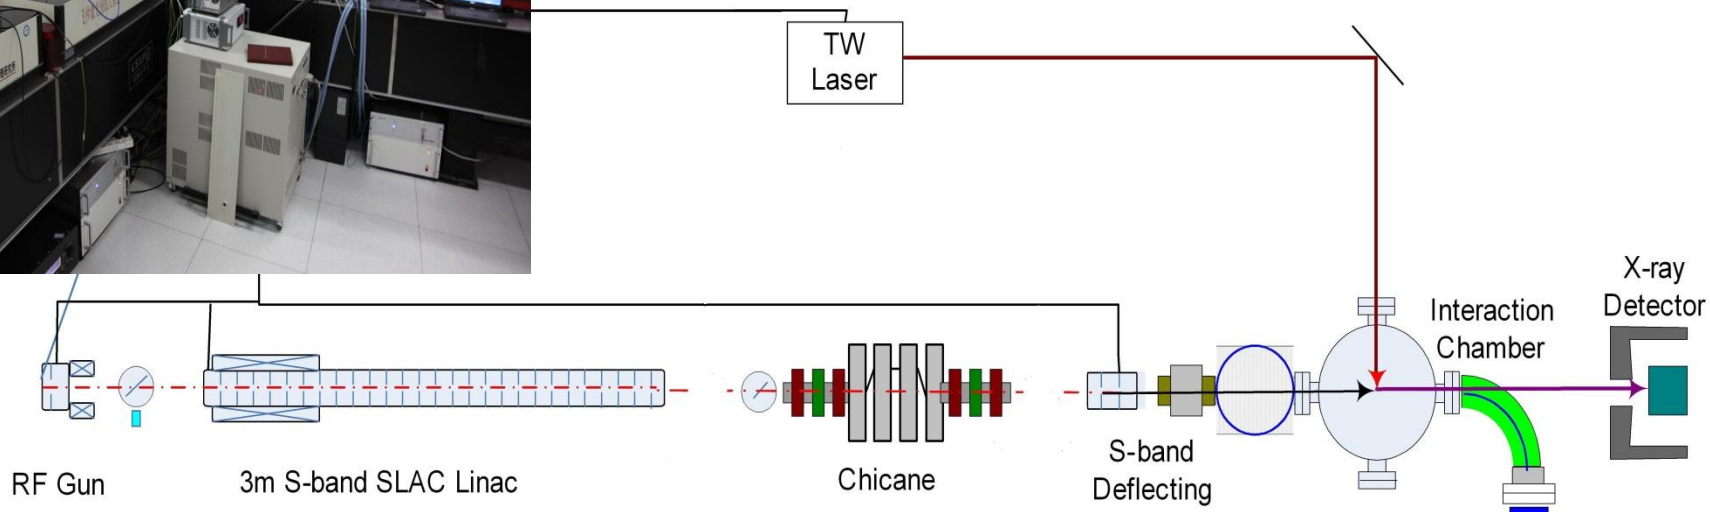 TW
Laser
X-ray
Detector
Interaction
Chamber
S-band
Deflecting
Chicane
3m S-band SLAC Linac
RF Gun